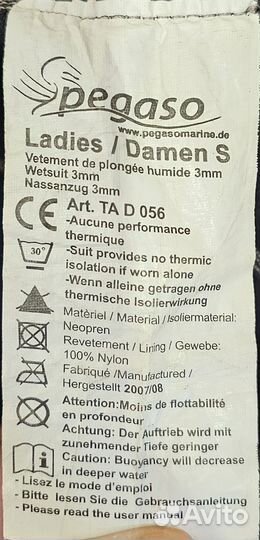 pegaso
www.pegasomarine.de
Ladies / Damen S
Vetement de plongée humide 3mm
Wetsuit 3mm
Nassanzug 3mm
CE Art. TA D 056
-Aucune performance
thermique
30°
-Suit provides no thermic
isolation if worn alone
-Wenn alleine getragen ohne
thermische Isolierwirkung
Matèriel / Material / Isoliermaterial:
Neopren
Revetement / Lining / Gewebe:
100% Nylon
Fabriqué /Manufactured /
Hergestellt 2007/08
Attention:Moins de flottabilité
en profondeur
Achtung: Der Auftrieb wird mit
zunehmender Tiefe geringer
Caution: Buoyancy will decrease
in deeper water
- Lisez le mode d'emploi
- Bitte lesen Sie die Gebrauchsanleitung
- Please read the user manual
Avito